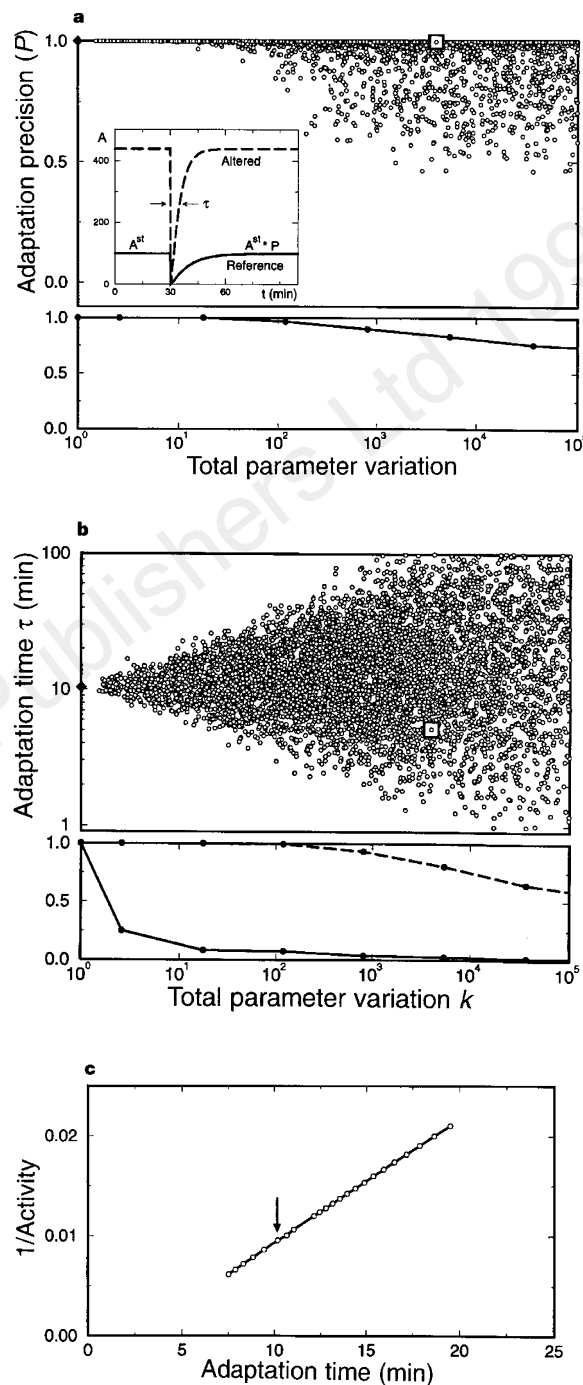 a
Adaptation precision (P)
1.0
0.5
0.0
A
400
200
0
Altered
τ
A^st
A^st * P
Reference
0 30 60 t (min)
1.0
0.5
0.0
10^0 10^1 10^2 10^3 10^4
Total parameter variation
b
Adaptation time τ (min)
100
10
1
1.0
0.5
0.0
10^0 10^1 10^2 10^3 10^4 10^5
Total parameter variation k
c
1/Activity
0.02
0.01
0.00
0 5 10 15 20 25
Adaptation time (min)
Publishers Ltd 199